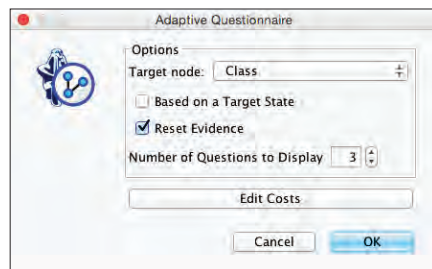 Adaptive Questionnaire
Options
Target node: Class
Based on a Target State
Reset Evidence
Number of Questions to Display 3
Edit Costs
Cancel OK